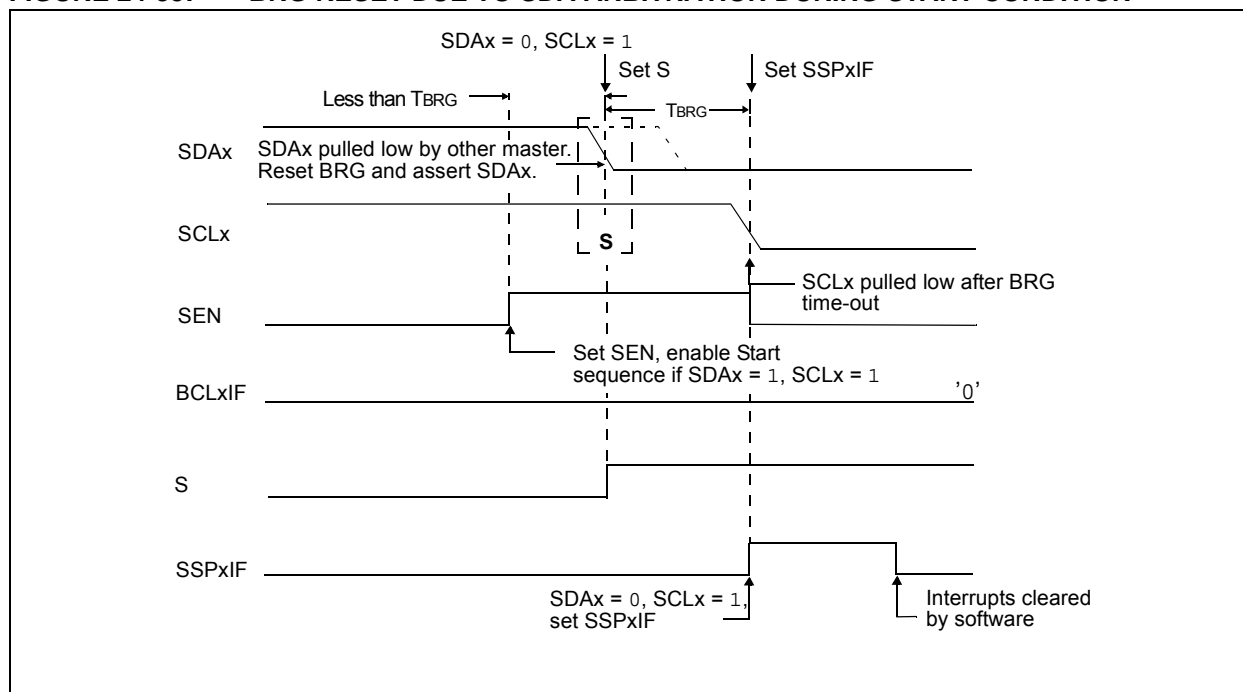 SDAx = 0, SCLx = 1
Set S
Set SSPxIF
Less than TBRG
TBRG
SDAx
SDAx pulled low by other master.
Reset BRG and assert SDAx.
SCLx
S
SCLx pulled low after BRG
time-out
SEN
Set SEN, enable Start
sequence if SDAx = 1, SCLx = 1
BCLxIF
'0'
S
SSPxIF
SDAx = 0, SCLx = 1,
set SSPxIF
Interrupts cleared
by software